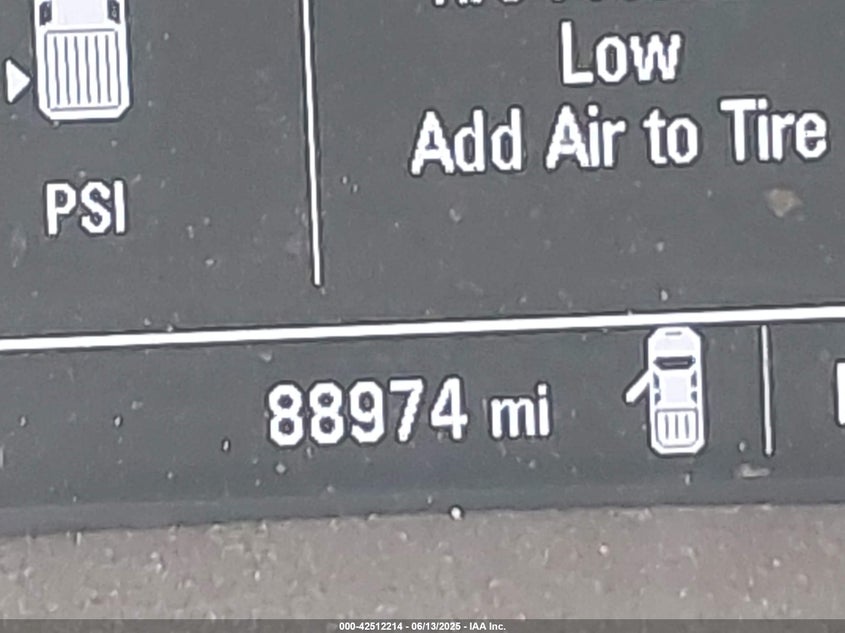 Low
Add Air to Tire
PSI
88974 mi
000-42512214 - 06/13/2025 - IAA Inc.